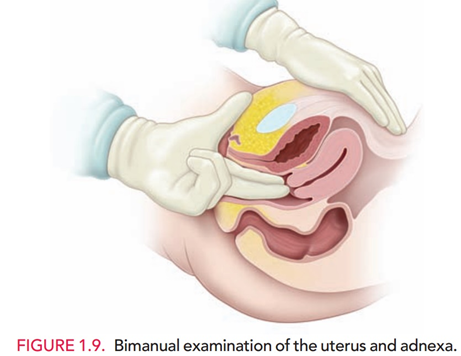 FIGURE 1.9. Bimanual examination of the uterus and adnexa.